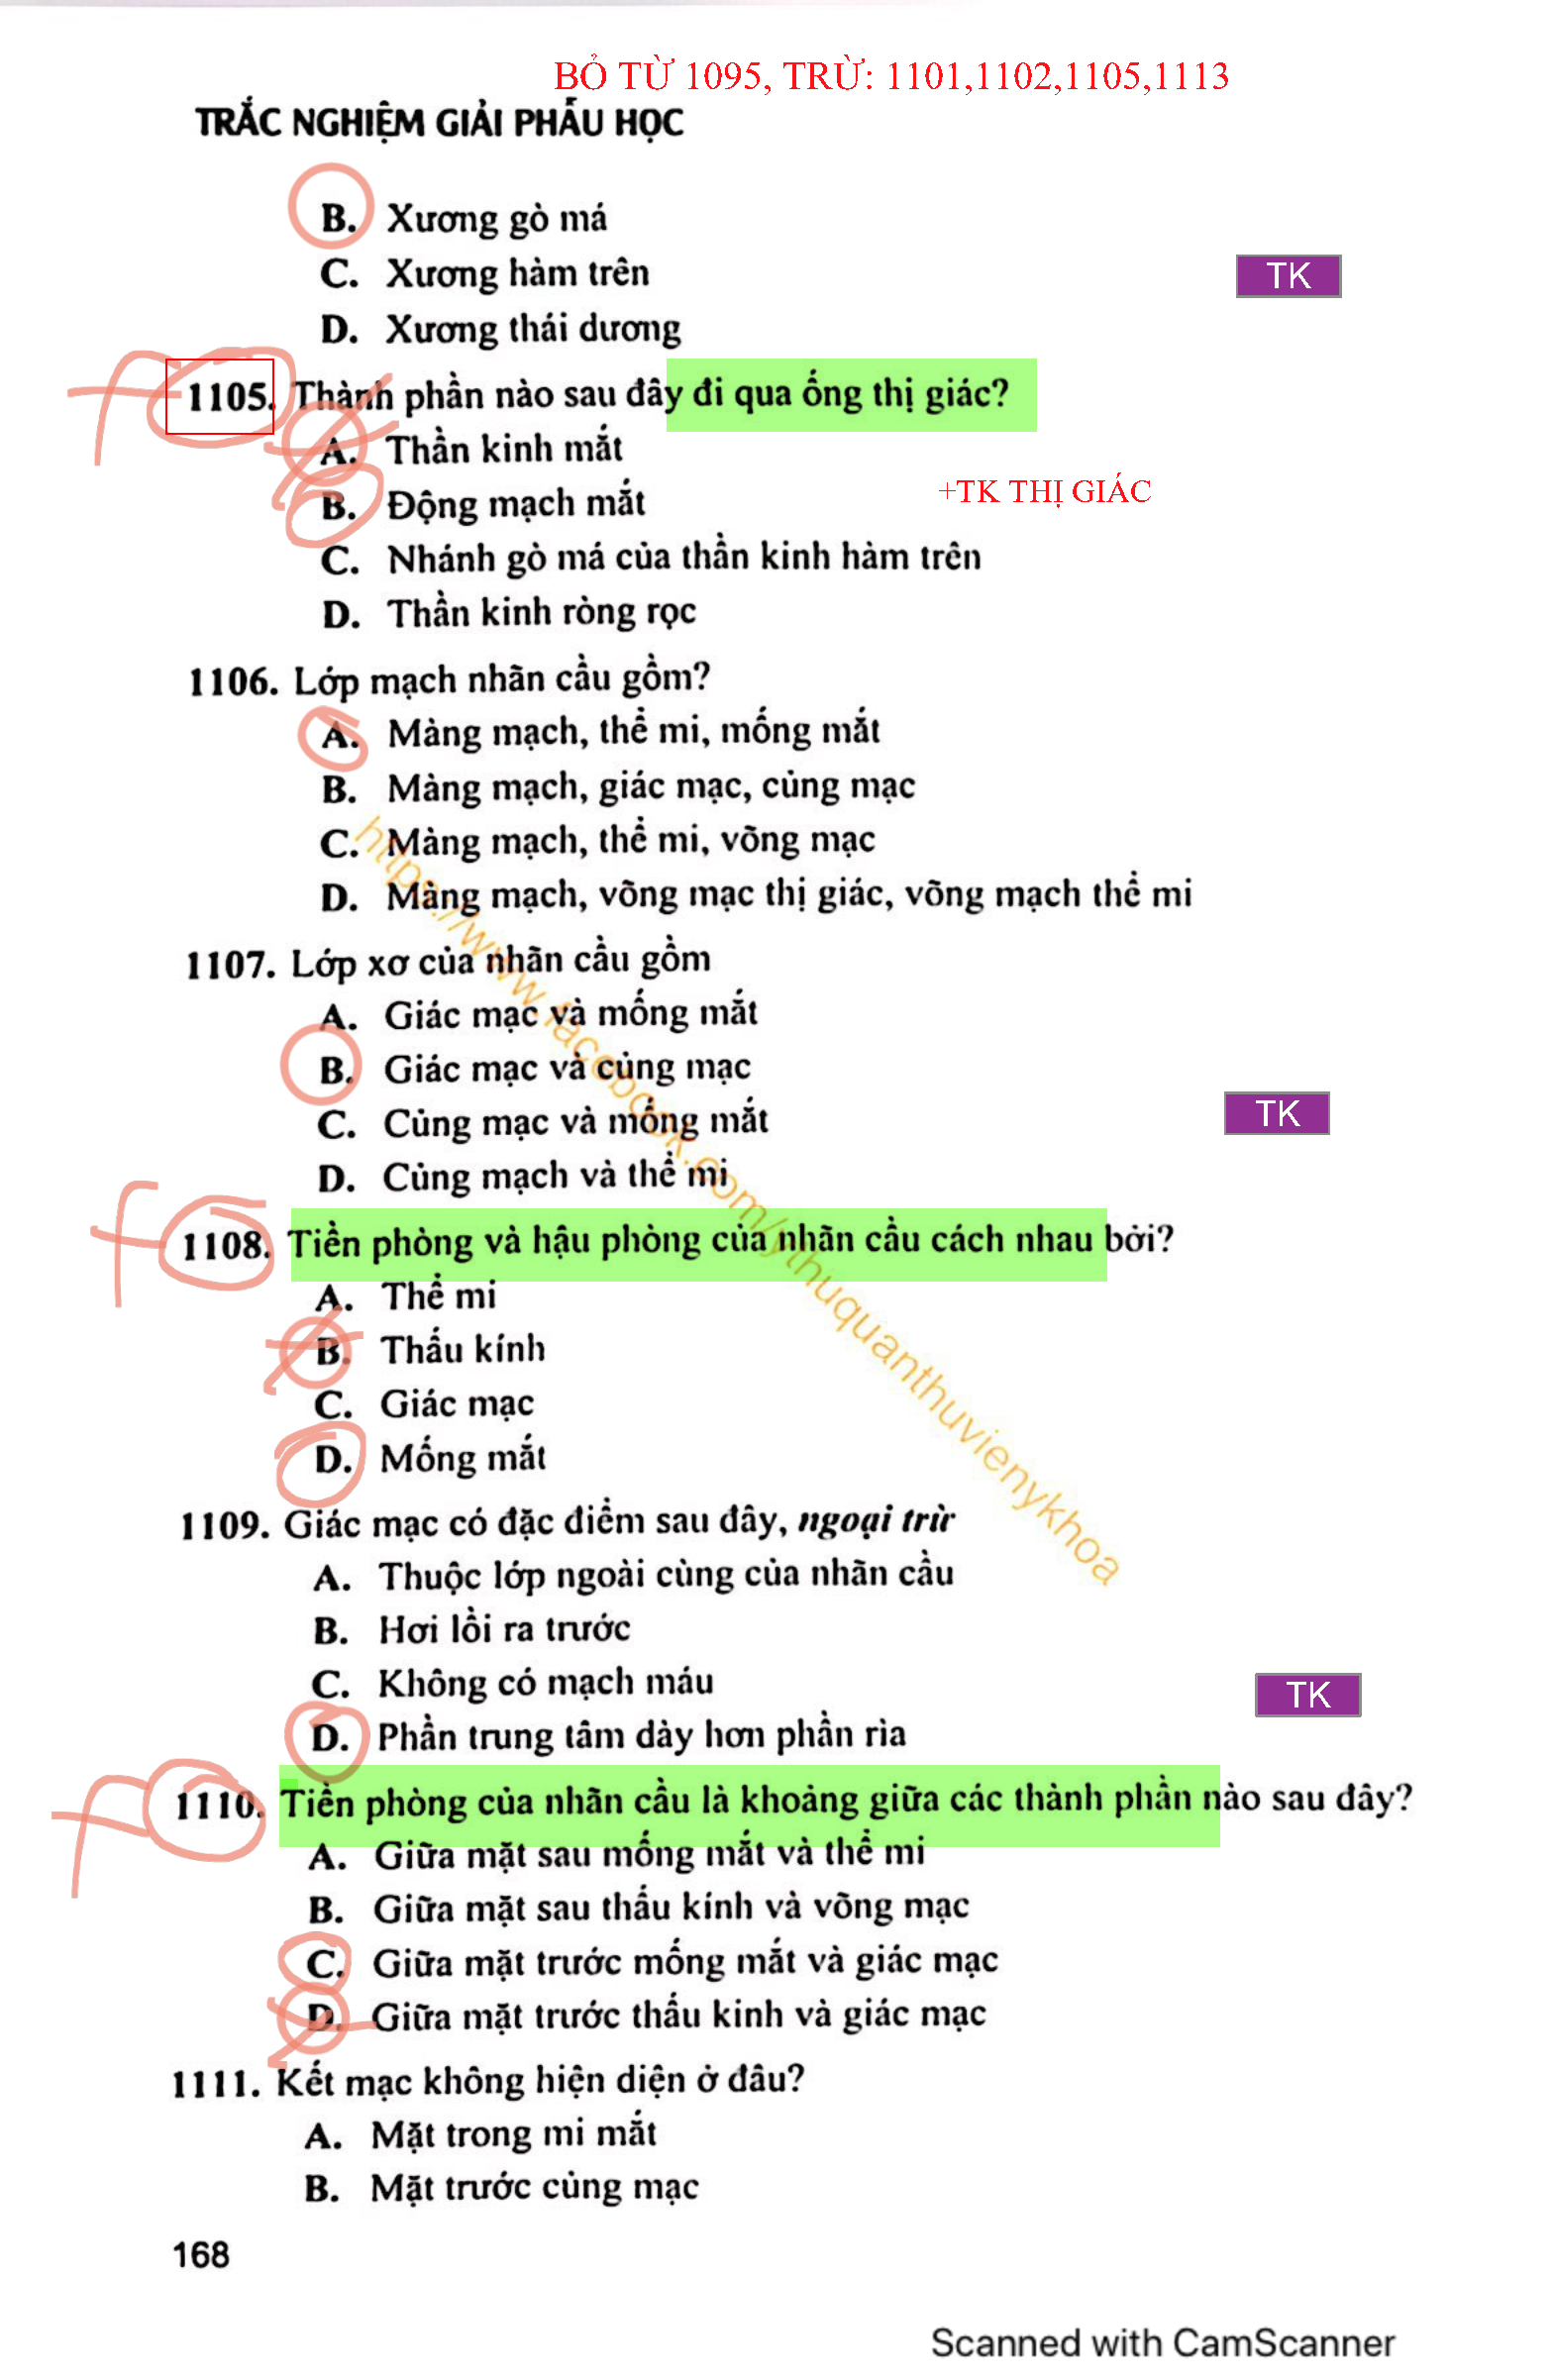 BỎ TỪ 1095, TRỪ: 1101,1102,1105,1113
TRẮC NGHIỆM GIẢI PHẪU HỌC
B. Xương gò má
C. Xương hàm trên
TK
D. Xương thái dương
1105. Thành phần nào sau đây đi qua ống thị giác?
A. Thần kinh mắt
+TK THỊ GIÁC
B. Động mạch mắt
C. Nhánh gò má của thần kinh hàm trên
D. Thần kinh ròng rọc
1106. Lớp mạch nhãn cầu gồm?
A. Màng mạch, thể mi, mống mắt
B. Màng mạch, giác mạc, củng mạc
C. Màng mạch, thể mi, võng mạc
D. Màng mạch, võng mạc thị giác, võng mạch thể mi
1107. Lớp xơ của nhãn cầu gồm
A. Giác mạc và mống mắt
B. Giác mạc và củng mạc
C. Củng mạc và mống mắt
TK
D. Củng mạch và thể mi
1108. Tiền phòng và hậu phòng của nhãn cầu cách nhau bởi?
A. Thể mi
B. Thấu kính
C. Giác mạc
D. Mống mắt
https://www.facebook.com/ythuquanthuvienykhoa
1109. Giác mạc có đặc điểm sau đây, ngoại trừ
A. Thuộc lớp ngoài cùng của nhãn cầu
B. Hơi lồi ra trước
C. Không có mạch máu
TK
D. Phần trung tâm dày hơn phần rìa
1110. Tiền phòng của nhãn cầu là khoảng giữa các thành phần nào sau đây?
A. Giữa mặt sau mống mắt và thể mi
B. Giữa mặt sau thấu kính và võng mạc
C. Giữa mặt trước mống mắt và giác mạc
D. Giữa mặt trước thấu kinh và giác mạc
1111. Kết mạc không hiện diện ở đâu?
A. Mặt trong mi mắt
B. Mặt trước củng mạc
168
Scanned with CamScanner